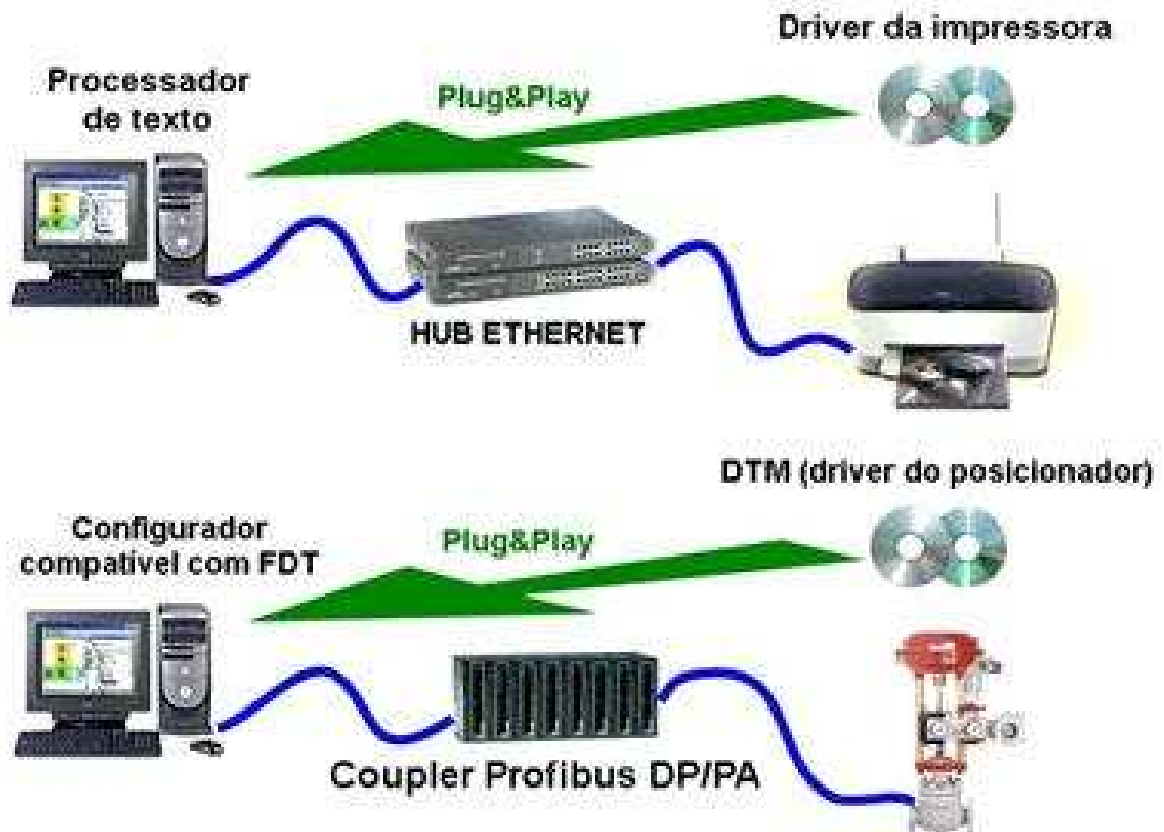 Driver da impressora
Processador
de texto
Plug&Play
HUB ETHERNET
DTM (driver do posicionador)
Configurador
compatível com FDT
Plug&Play
Coupler Profibus DP/PA